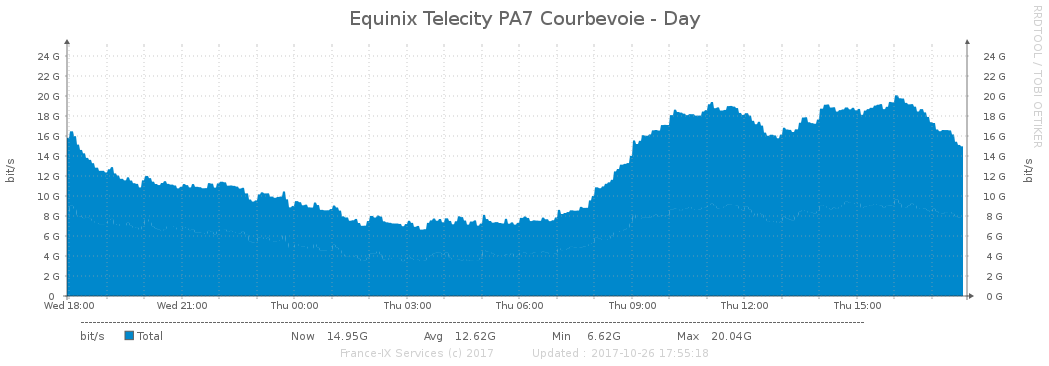 Equinix Telecity PA7 Courbevoie - Day
RRDTOOL / TOBI OETIKER
bit/s
bit/s
24 G 24 G
22 G 22 G
20 G 20 G
18 G 18 G
16 G 16 G
14 G 14 G
12 G 12 G
10 G 10 G
8 G 8 G
6 G 6 G
4 G 4 G
2 G 2 G
0 0 G
Wed 18:00 Wed 21:00 Thu 00:00 Thu 03:00 Thu 06:00 Thu 09:00 Thu 12:00 Thu 15:00
bit/s Total Now 14.95G Avg 12.62G Min 6.62G Max 20.04G
France-IX Services (c) 2017 Updated : 2017-10-26 17:55:18